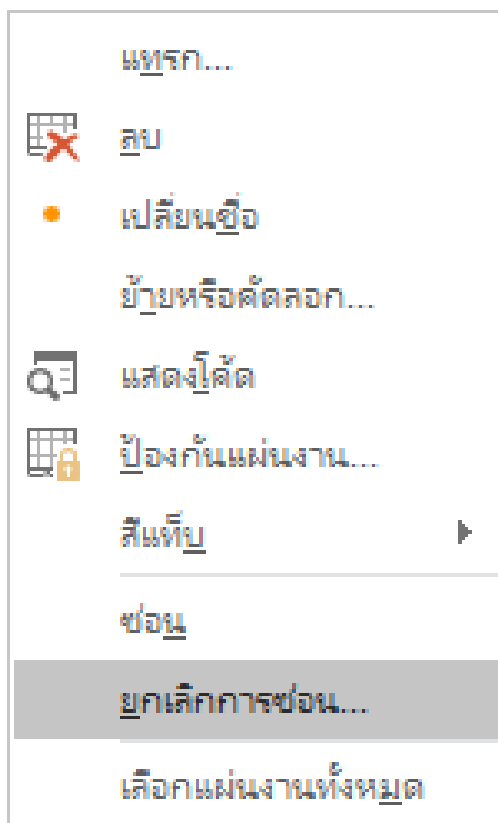 แทรก...
ลบ
เปลี่ยนชื่อ
ย้ายหรือคัดลอก...
แสดงโค้ด
ป้องกันแผ่นงาน...
สีแท็บ
ซ่อน
ยกเลิกการซ่อน...
เลือกแผ่นงานทั้งหมด